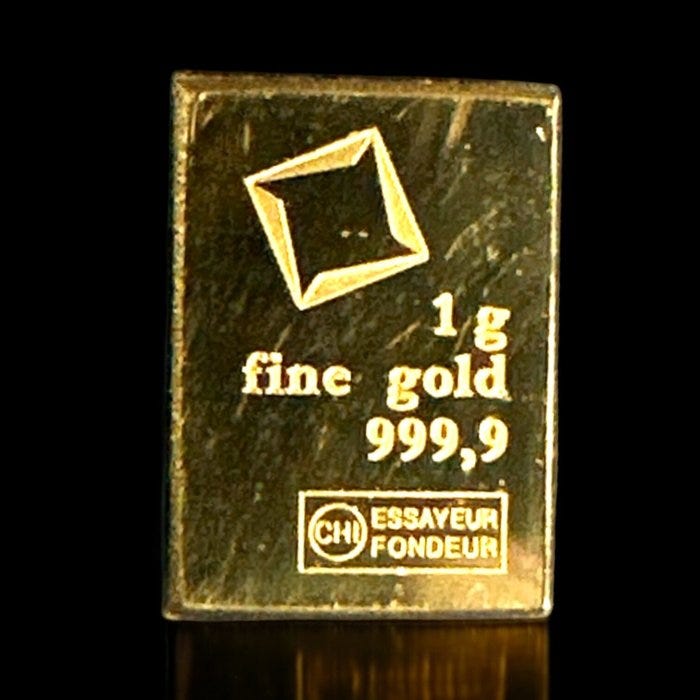 1 g
fine gold
999,9
CHI ESSAYEUR
FONDEUR